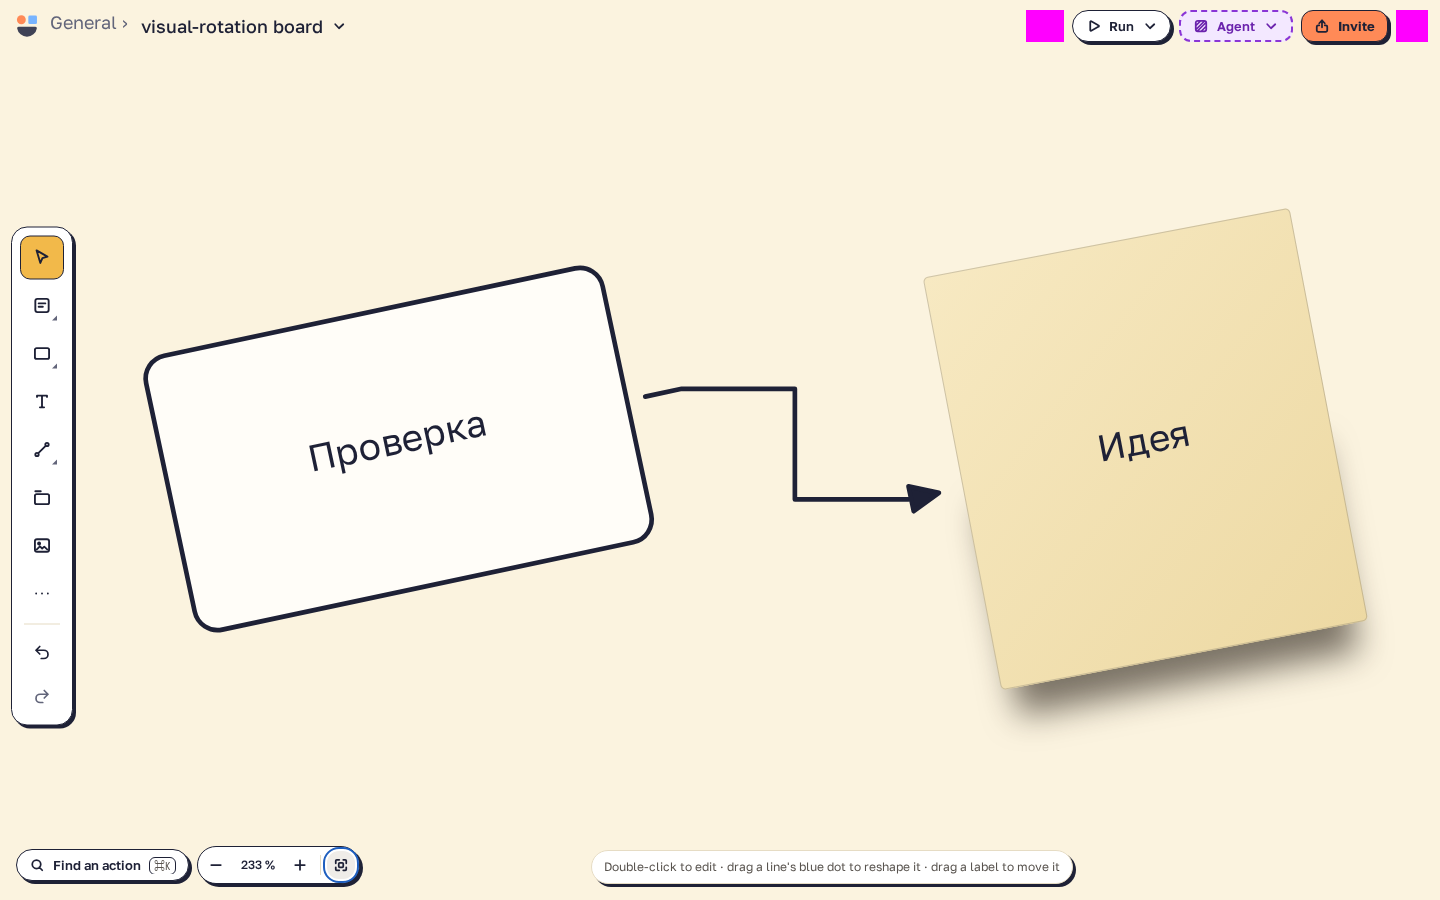 General › visual-rotation board
Run
Agent
Invite
Проверка
Идея
Find an action ⌘K
233 %
Double-click to edit · drag a line's blue dot to reshape it · drag a label to move it